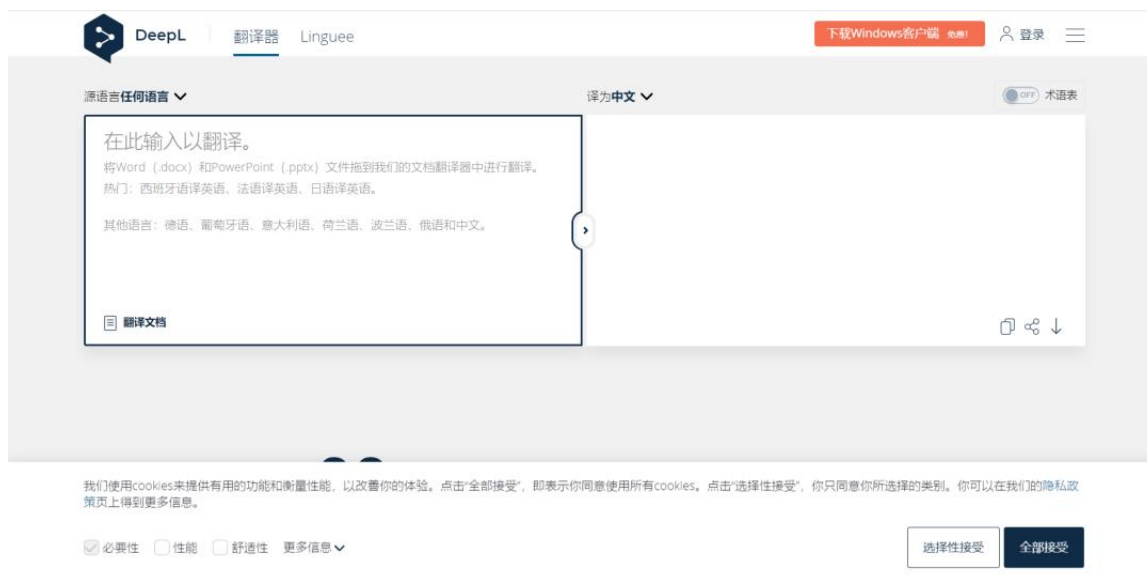 DeepL 翻译器 Linguee 下载Windows客户端 免费! 登录
源语言任何语言 译为中文 OFF 术语表
在此输入以翻译。
将Word (.docx) 和PowerPoint (.pptx) 文件拖到我们的文档翻译器中进行翻译。
热门：西班牙语译英语、法语译英语、日语译英语。
其他语言：德语、葡萄牙语、意大利语、荷兰语、波兰语、俄语和中文。
翻译文档
我们使用cookies来提供有用的功能和衡量性能，以改善你的体验。点击“全部接受”，即表示你同意使用所有cookies。点击“选择性接受”，你只同意你所选择的类别。你可以在我们的隐私政
策页上得到更多信息。
必要性 性能 舒适性 更多信息 选择性接受 全部接受